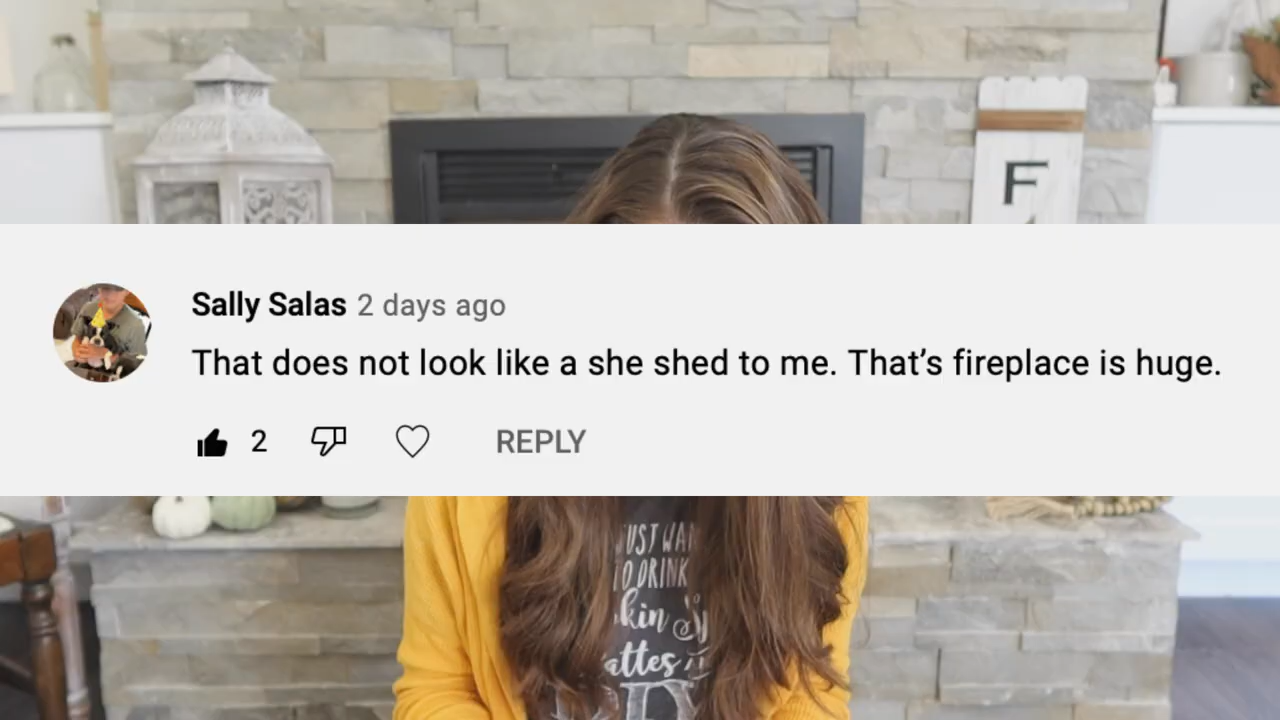 F
Sally Salas 2 days ago
That does not look like a she shed to me. That's fireplace is huge.
2
REPLY
DRINK